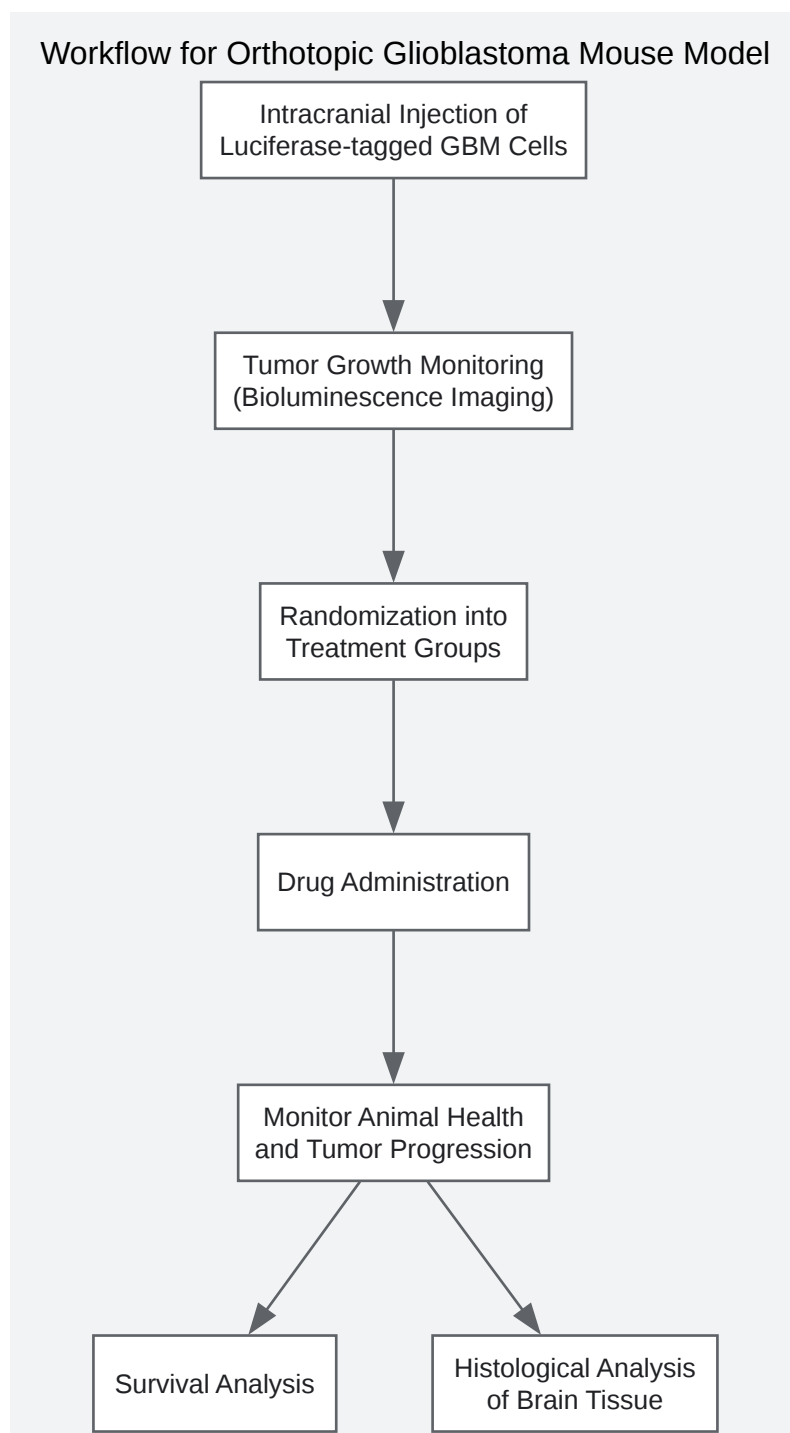 Workflow for Orthotopic Glioblastoma Mouse Model
Intracranial Injection of
Luciferase-tagged GBM Cells
Tumor Growth Monitoring
(Bioluminescence Imaging)
Randomization into
Treatment Groups
Drug Administration
Monitor Animal Health
and Tumor Progression
Survival Analysis
Histological Analysis
of Brain Tissue